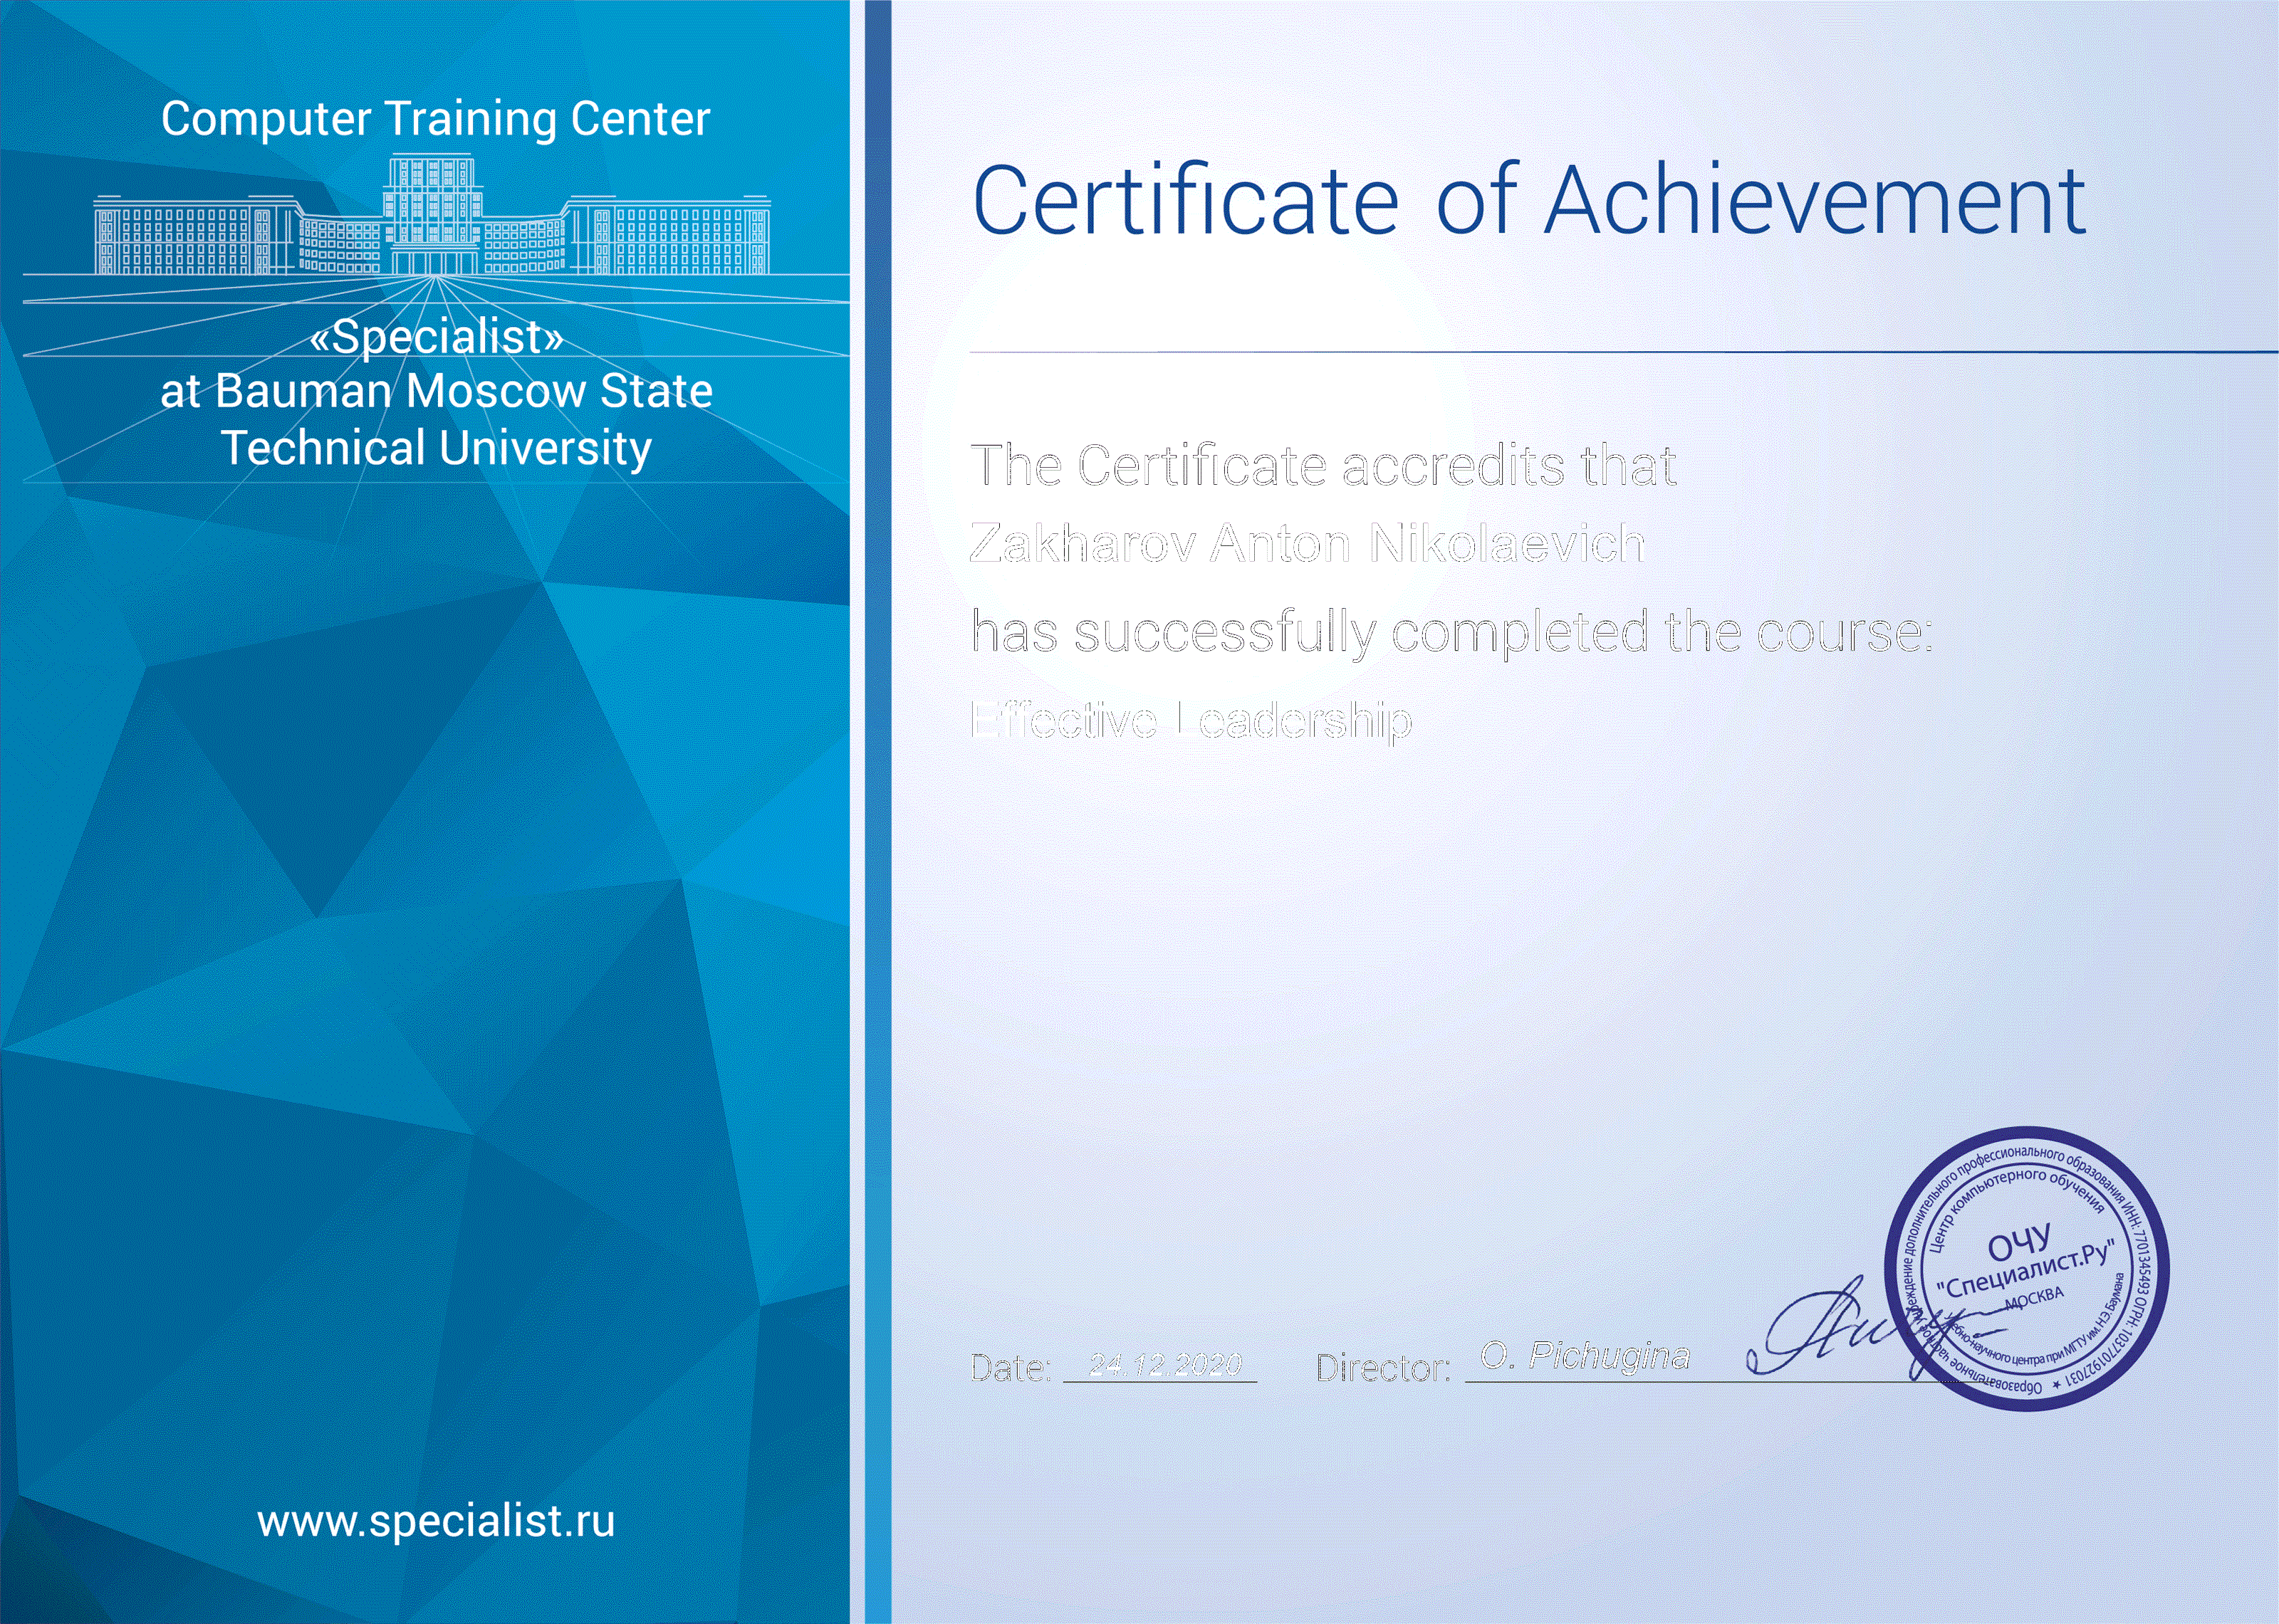 Computer Training Center
«Specialist»
at Bauman Moscow State
Technical University
www.specialist.ru
Certificate of Achievement
The Certificate accredits that
Zakharov Anton Nikolaevich
has successfully completed the course:
Effective Leadership
Date: 24.12.2020 Director: O. Pichugina
Образовательное частное учреждение дополнительного профессионального образования ИНН: 7701345493 ОГРН: 1037701927031 ★
Центр компьютерного обучения
ОЧУ
"Специалист.Ру"
МОСКВА
Учебно-научного центра при МГТУ им. Н.Э. Баумана